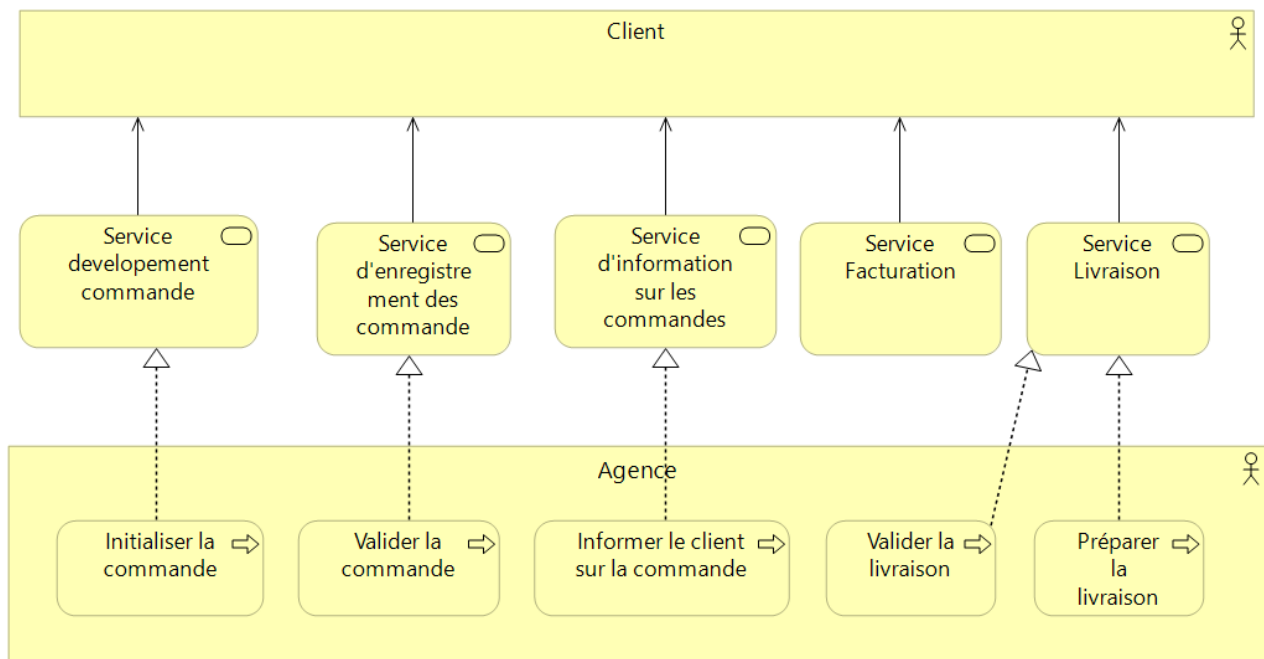 Client
Service
developement
commande
Service
d'enregistre
ment des
commande
Service
d'information
sur les
commandes
Service
Facturation
Service
Livraison
Agence
Initialiser la
commande
Valider la
commande
Informer le client
sur la commande
Valider la
livraison
Préparer
la
livraison